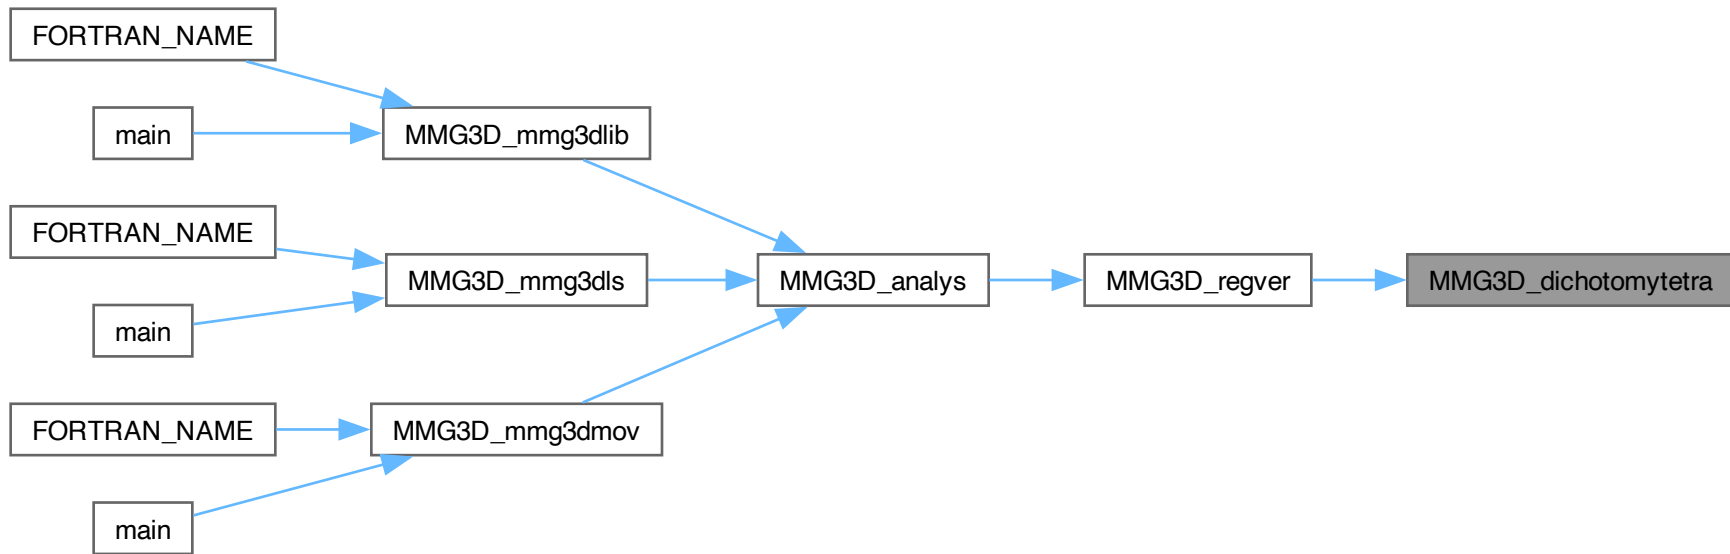 FORTRAN_NAME
main
MMG3D_mmg3dlib
FORTRAN_NAME
main
MMG3D_mmg3dls
MMG3D_analys
MMG3D_regver
MMG3D_dichotomytetra
FORTRAN_NAME
main
MMG3D_mmg3dmov